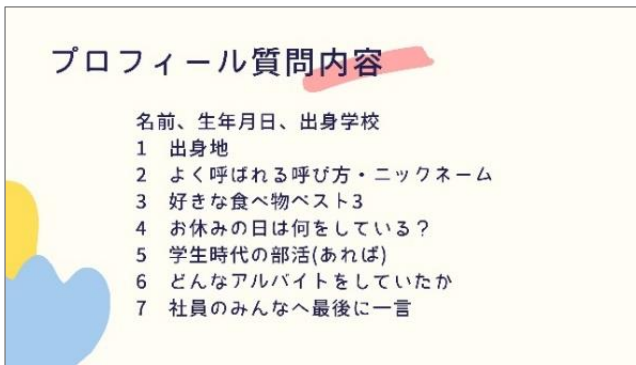 プロフィール質問内容
名前、生年月日、出身学校
1 出身地
2 よく呼ばれる呼び方・ニックネーム
3 好きな食べ物ベスト3
4 お休みの日は何をしている？
5 学生時代の部活(あれば)
6 どんなアルバイトをしていたか
7 社員のみんなへ最後に一言